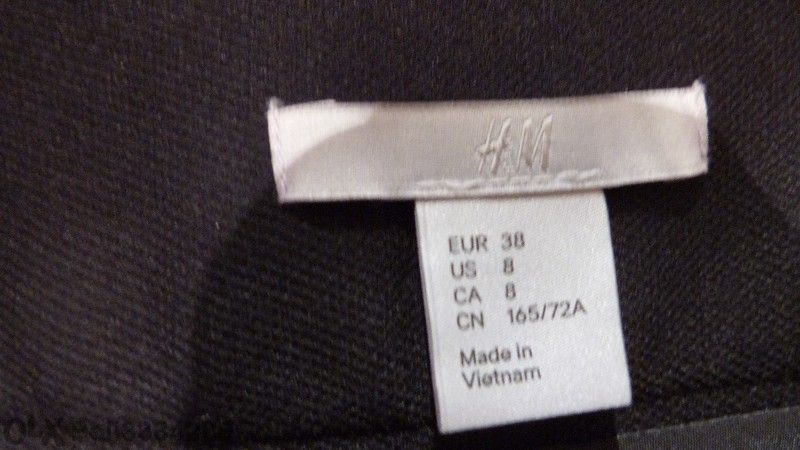 H&M
EUR 38
US 8
CA 8
CN 165/72A
Made in
Vietnam